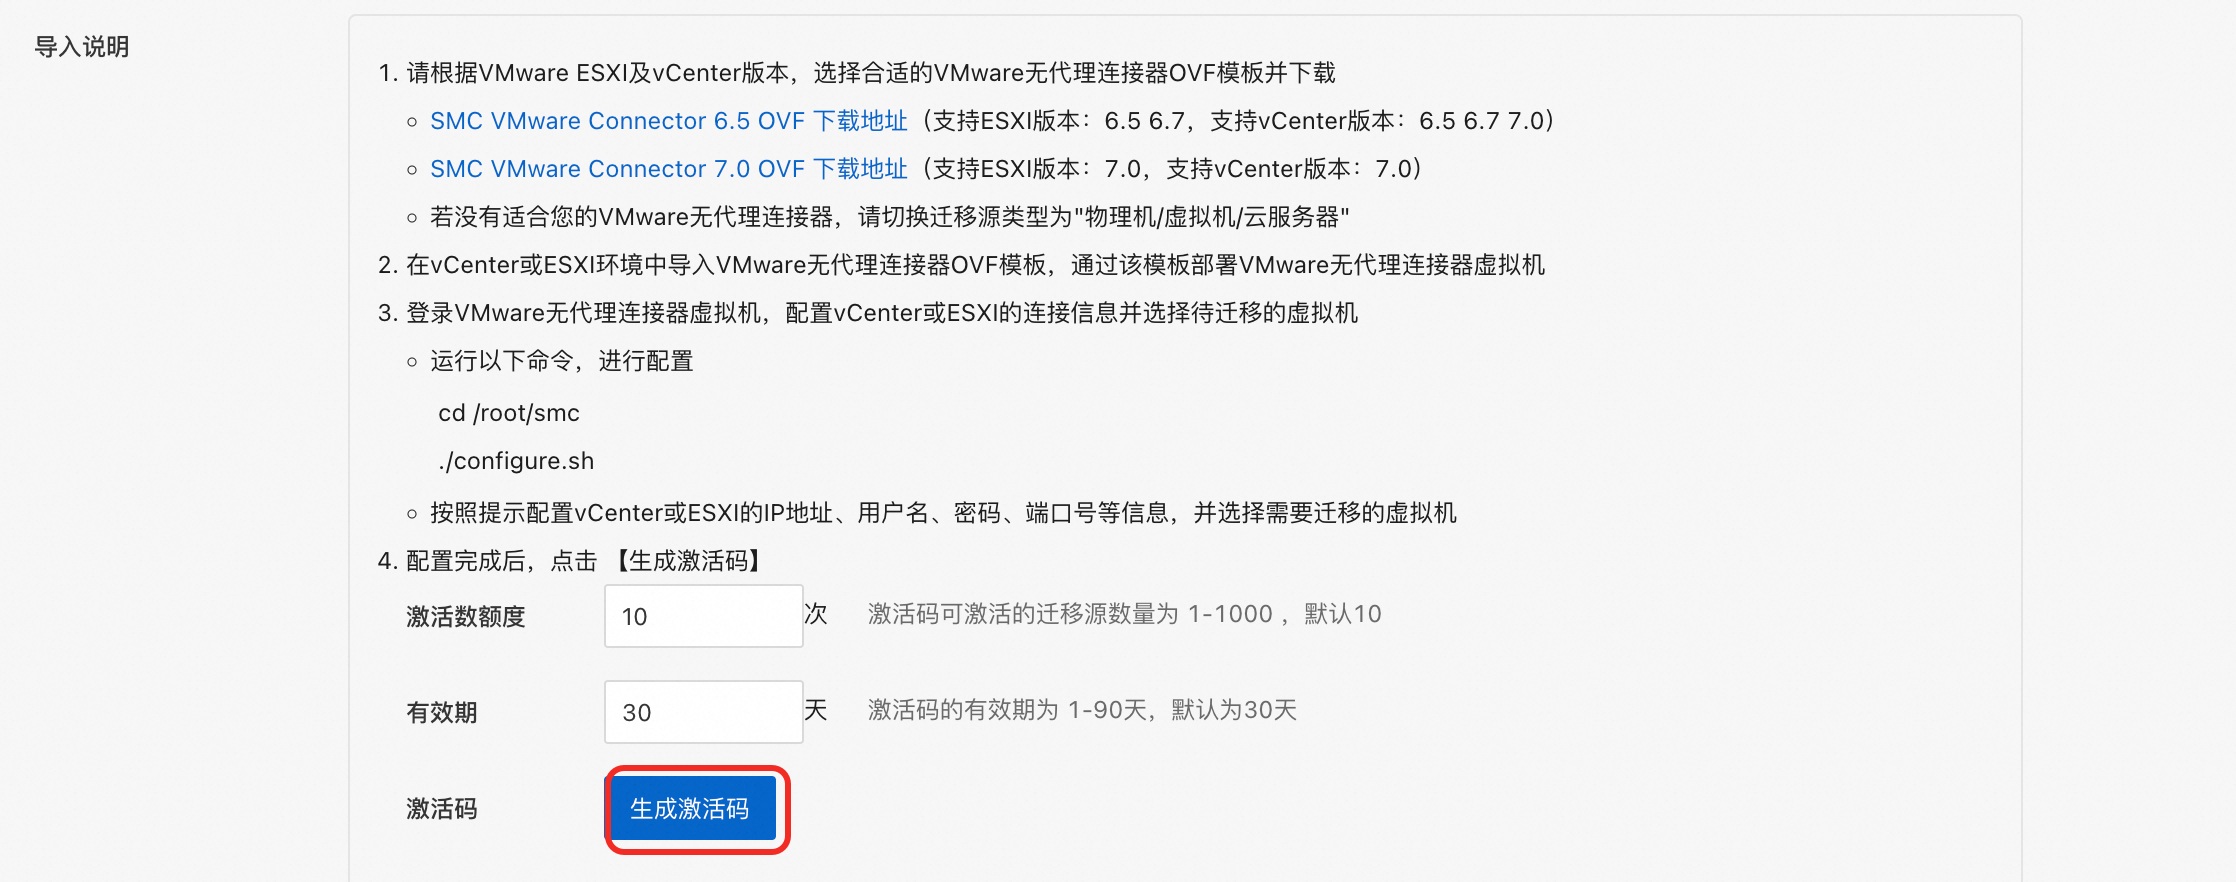 导入说明
1. 请根据VMware ESXI及vCenter版本，选择合适的VMware无代理连接器OVF模板并下载
SMC VMware Connector 6.5 OVF 下载地址（支持ESXI版本：6.5 6.7，支持vCenter版本：6.5 6.7 7.0）
SMC VMware Connector 7.0 OVF 下载地址（支持ESXI版本：7.0，支持vCenter版本：7.0）
若没有适合您的VMware无代理连接器，请切换迁移源类型为"物理机/虚拟机/云服务器"
2. 在vCenter或ESXI环境中导入VMware无代理连接器OVF模板，通过该模板部署VMware无代理连接器虚拟机
3. 登录VMware无代理连接器虚拟机，配置vCenter或ESXI的连接信息并选择待迁移的虚拟机
运行以下命令，进行配置
cd /root/smc
./configure.sh
按照提示配置vCenter或ESXI的IP地址、用户名、密码、端口号等信息，并选择需要迁移的虚拟机
4. 配置完成后，点击 【生成激活码】
激活数额度 10 次 激活码可激活的迁移源数量为 1-1000 ，默认10
有效期 30 天 激活码的有效期为 1-90天，默认为30天
激活码 生成激活码